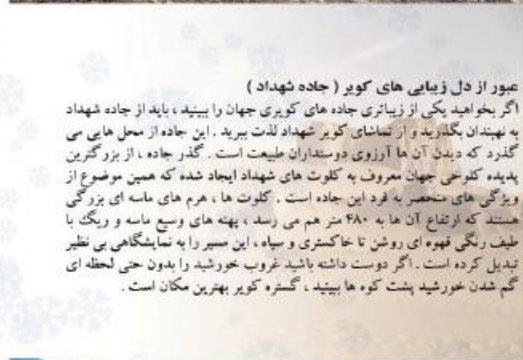 عبور از دل زیبایی های کویر ( جاده شهداد )
اگر بخواهید یکی از زیباتری جاده های کویری جهان را ببینید ، باید از جاده شهداد
به نهبندان بگذرید و از تماشای کویر شهداد لذت ببرید . این جاده از محل هایی می
گذرد که دیدن آن ها آرزوی دوستداران طبیعت است . گذر جاده ، از بزرگترین
پدیده کلوخی جهان معروف به کلوت های شهداد ایجاد شده که همین موضوع از
ویژگی های منحصر به فرد این جاده است . کلوت ها ، هرم های ماسه ای بزرگی
هستند که ارتفاع آن ها به ۴۸۰ متر هم می رسد ، پهنه های وسیع ماسه و ریگ با
طیف رنگی قهوه ای روشن تا خاکستری و سیاه ، این مسیر را به نمایشگاهی بی نظیر
تبدیل کرده است . اگر دوست داشته باشید غروب خورشید را بدون حتی لحظه ای
گم شدن خورشید پشت کوه ها ببینید ، گستره کویر بهترین مکان است .